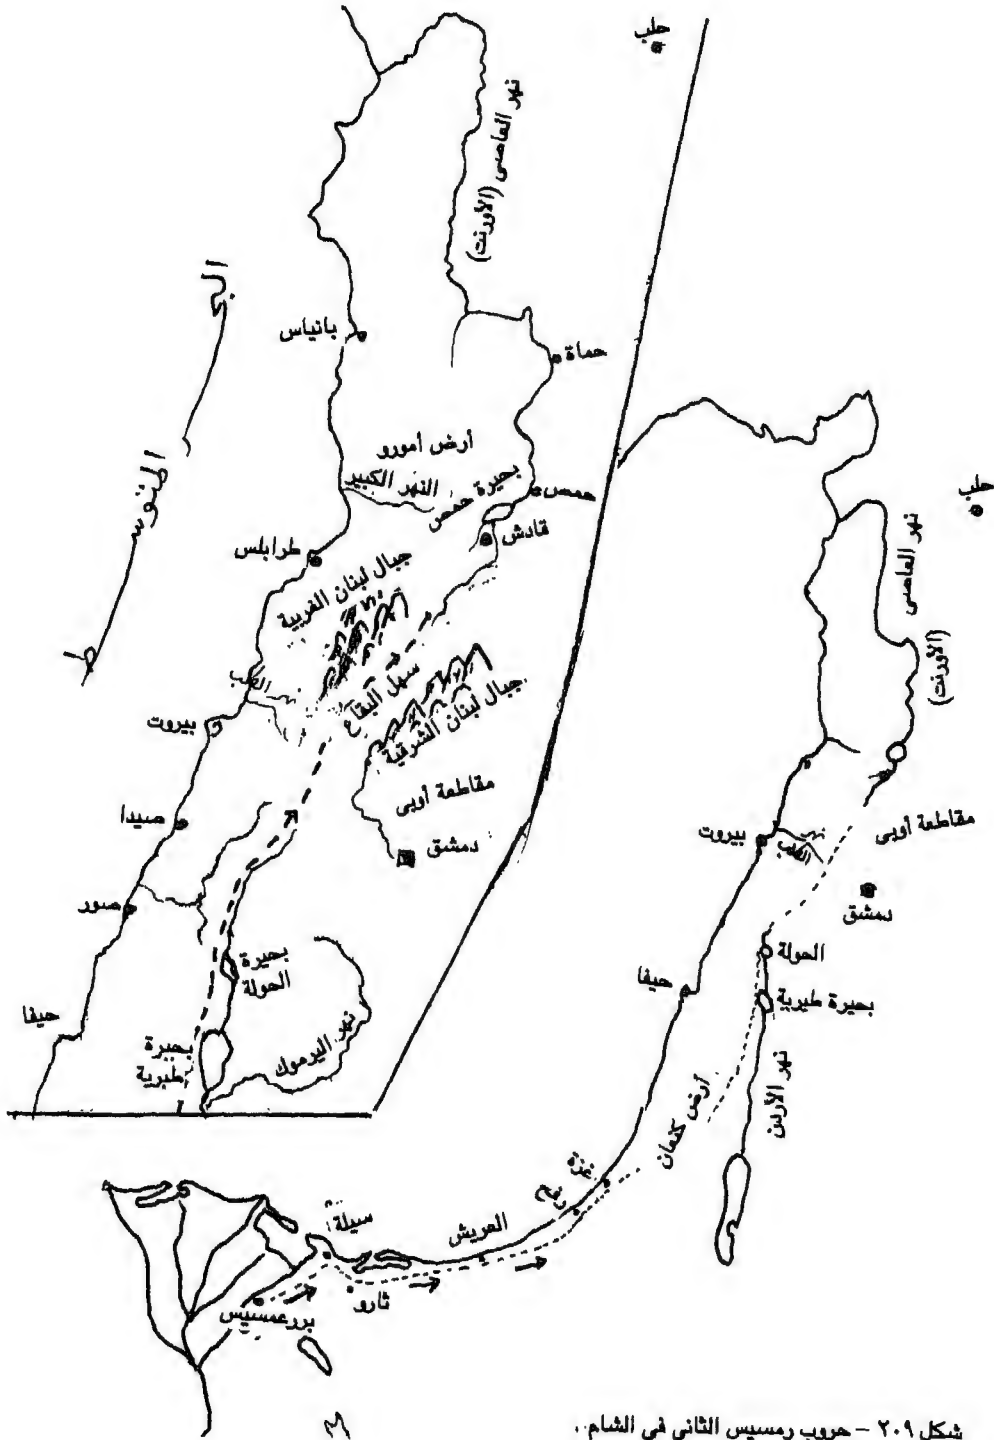 حلب
نهر العاصى (الأورنت)
البحر
المتوسط
بانياس
حماة
أرض أمورو
النهر الكبير
بحيرة حمص
حمص
قادش
طرابلس
جبال لبنان الغربية
سهل البقاع
جبال لبنان الشرقية
نهر الكلب
بيروت
مقاطعة أوبى
دمشق
صيدا
صور
بحيرة
الحولة
حيفا
بحيرة
طبرية
نهر اليرموك
حلب
نهر العاصى
(الأورنت)
مقاطعة أوبى
بيروت
نهر
الكلب
دمشق
الحولة
بحيرة طبرية
حيفا
نهر الأردن
أرض كنعان
غزة
رفح
العريش
سيلة
ثارو
بررعمسيس
شكل ٢٠٩ – حروب رمسيس الثانى فى الشام..